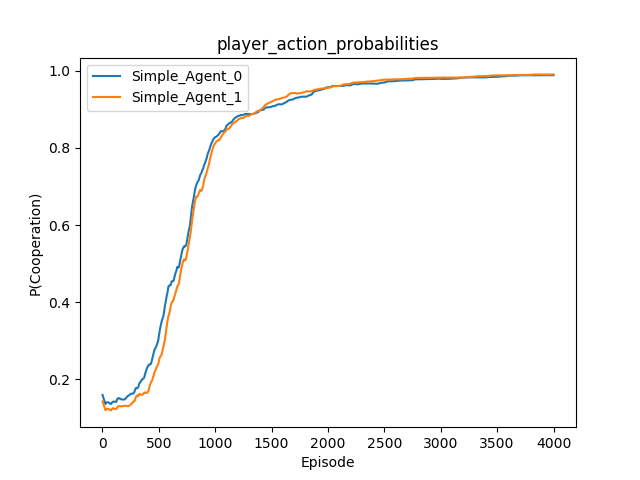 player_action_probabilities
Simple_Agent_0
Simple_Agent_1
P(Cooperation)
1.0
0.8
0.6
0.4
0.2
0 500 1000 1500 2000 2500 3000 3500 4000
Episode